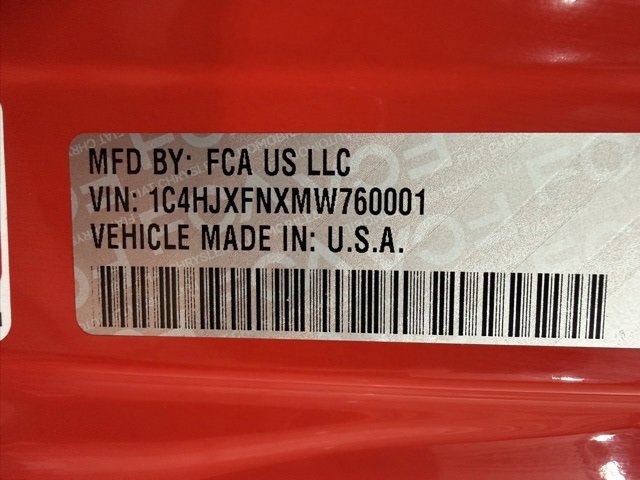 MFD BY: FCA US LLC
VIN: 1C4HJXFNXMW760001
VEHICLE MADE IN: U.S.A.